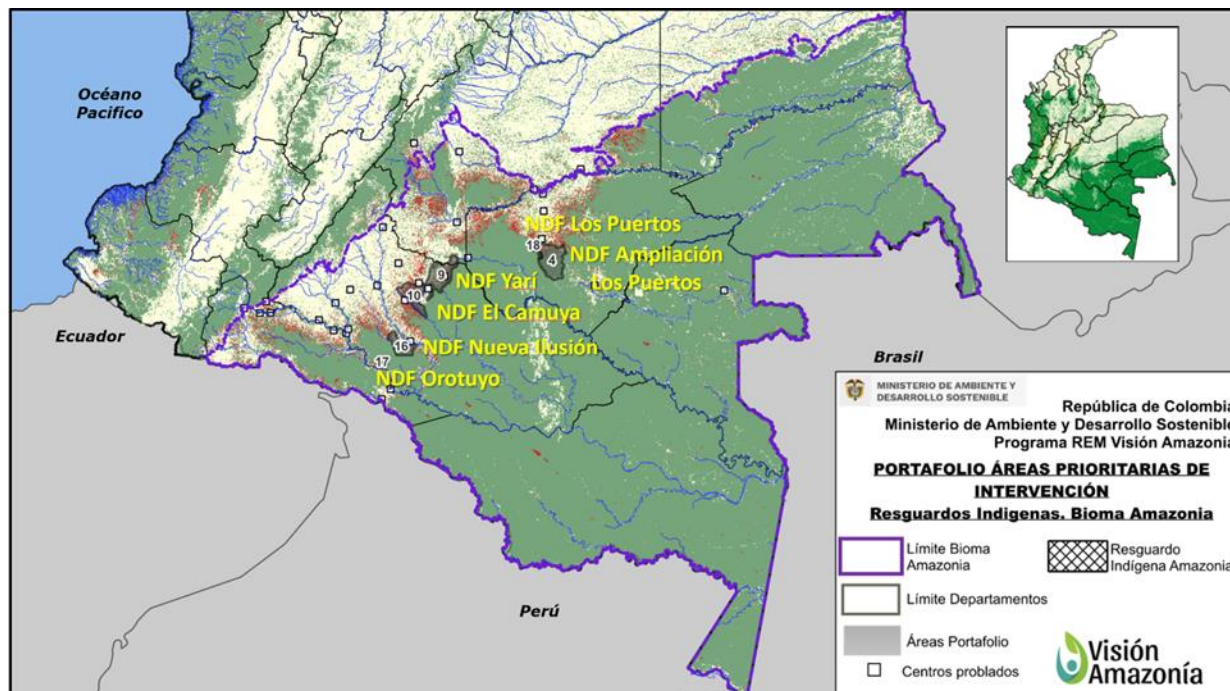 Océano
Pacifico
Ecuador
NDF Los Puertos
18
4
NDF Ampliación
Los Puertos
9
NDF Yarí
10
NDF El Camuya
16
NDF Nueva Ilusión
17
NDF Orotuyo
Brasil
Perú
MINISTERIO DE AMBIENTE Y
DESARROLLO SOSTENIBLE
República de Colombia
Ministerio de Ambiente y Desarrollo Sostenible
Programa REM Visión Amazonia
PORTAFOLIO ÁREAS PRIORITARIAS DE
INTERVENCIÓN
Resguardos Indigenas. Bioma Amazonia
Límite Bioma
Amazonia
Resguardo
Indígena Amazonia
Límite Departamentos
Áreas Portafolio
Centros problados
Visión
Amazonía